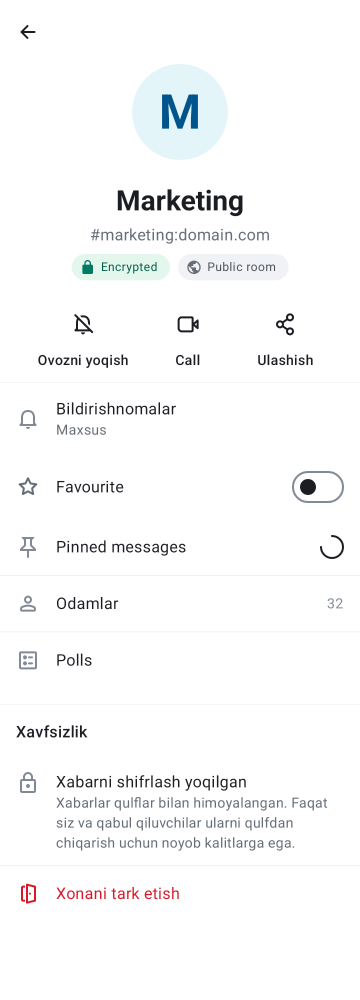 M
Marketing
#marketing:domain.com
Encrypted
Public room
Ovozni yoqish
Call
Ulashish
Bildirishnomalar
Maxsus
Favourite
Pinned messages
Odamlar
32
Polls
Xavfsizlik
Xabarni shifrlash yoqilgan
Xabarlar qulflar bilan himoyalangan. Faqat
siz va qabul qiluvchilar ularni qulfdan
chiqarish uchun noyob kalitlarga ega.
Xonani tark etish